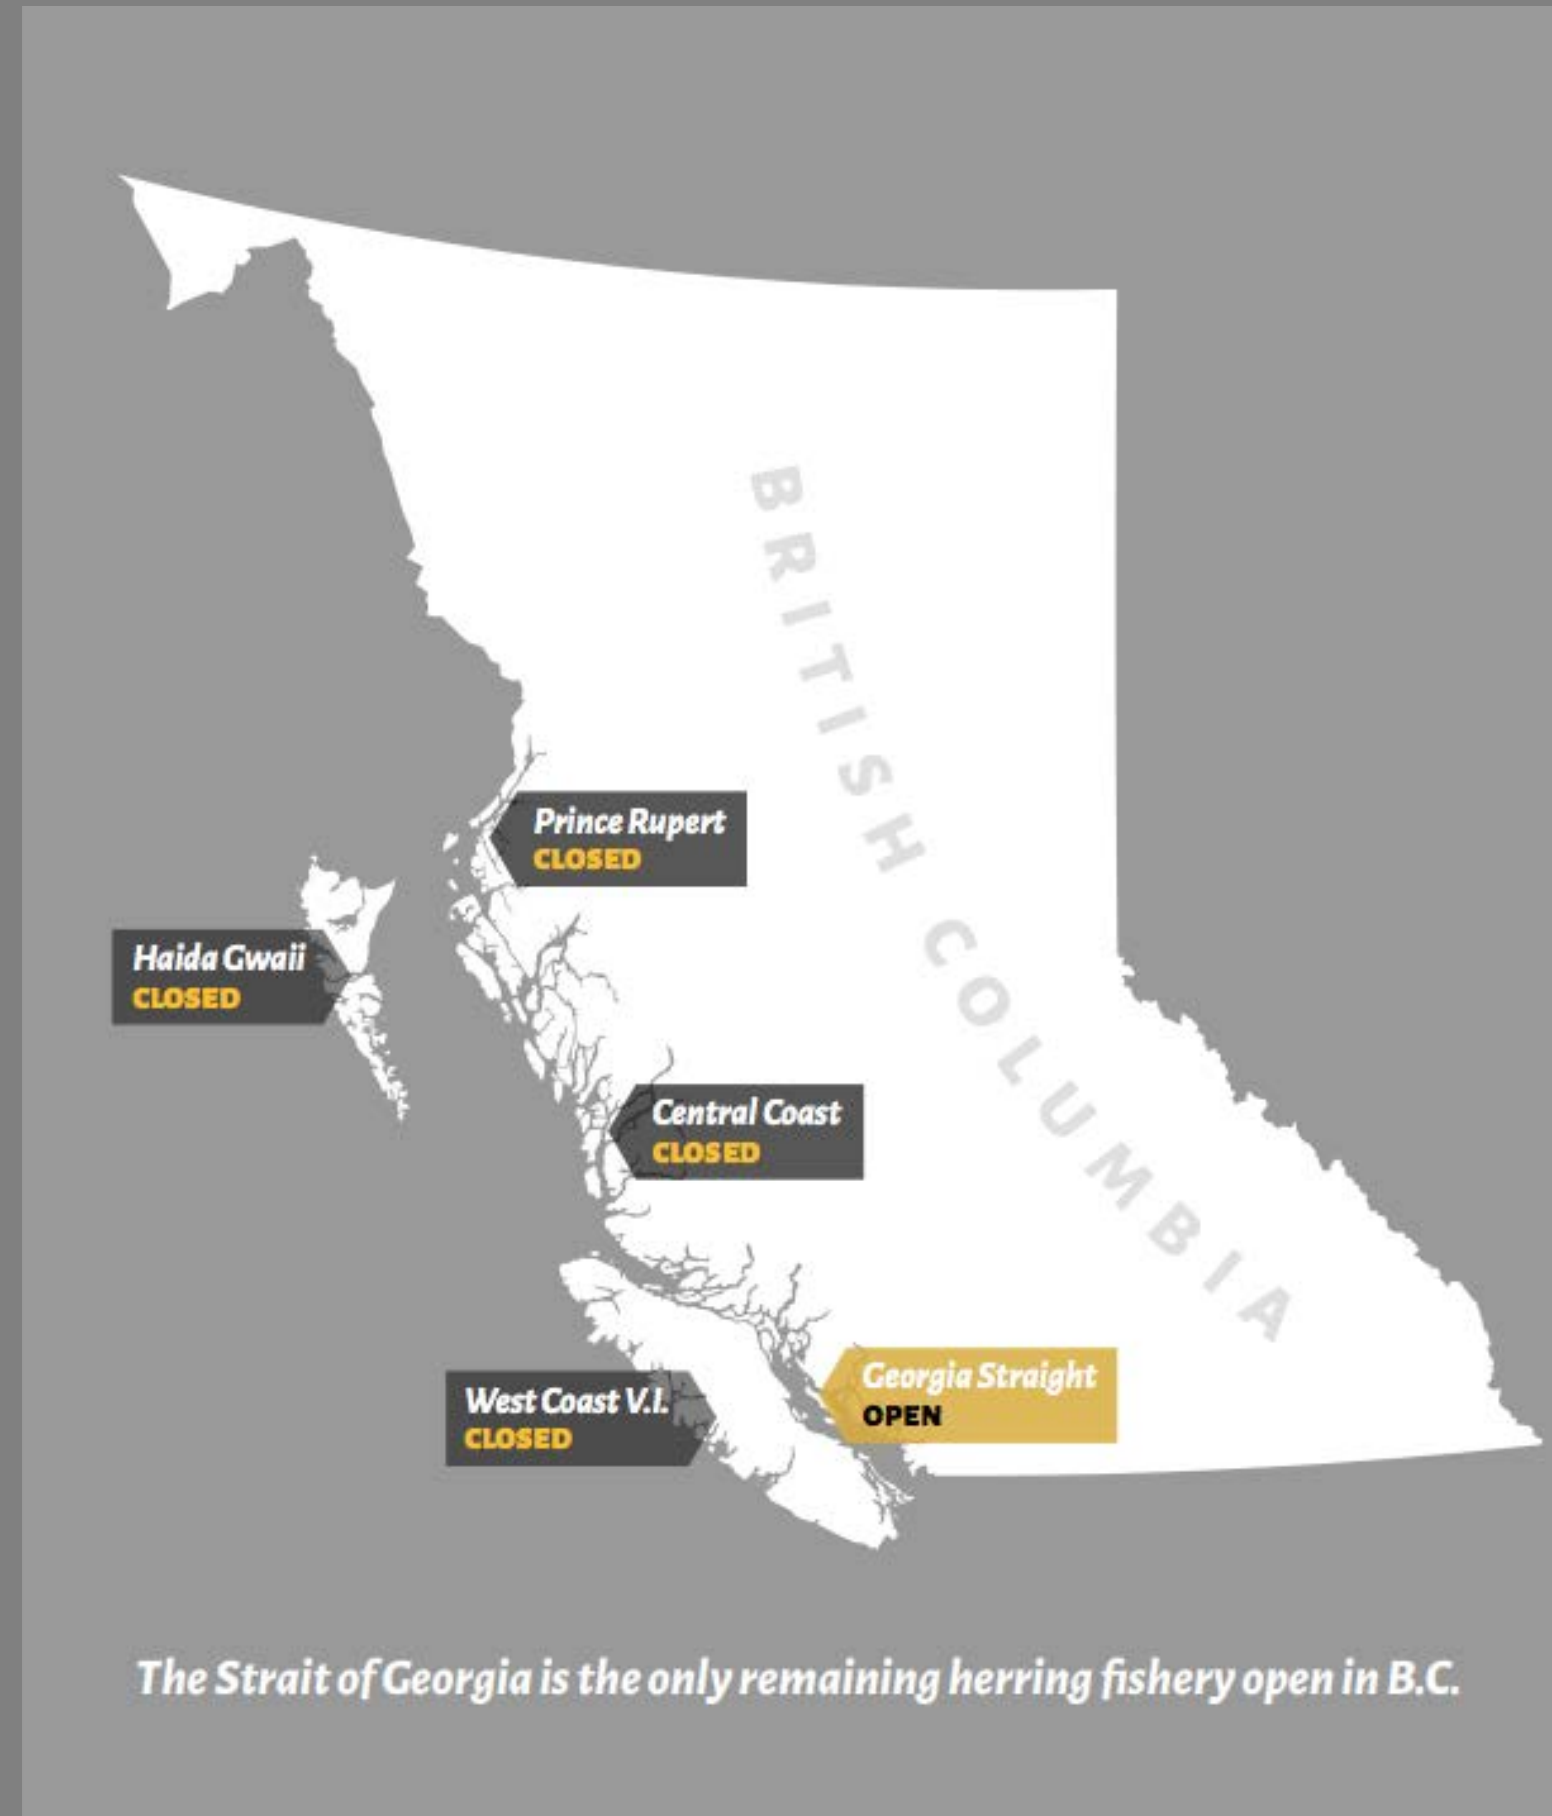 BRITISH COLUMBIA
Prince Rupert
CLOSED
Haida Gwaii
CLOSED
Central Coast
CLOSED
Georgia Straight
OPEN
West Coast V.I.
CLOSED
The Strait of Georgia is the only remaining herring fishery open in B.C.